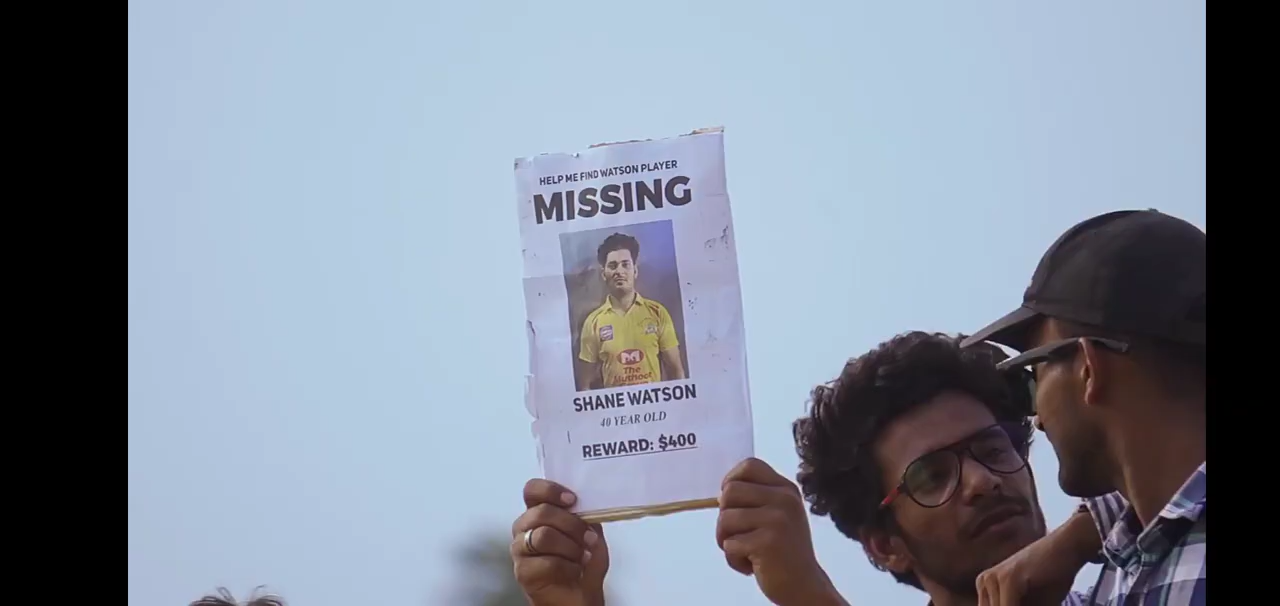 HELP ME FIND WATSON PLAYER
MISSING
The
Muthoot
SHANE WATSON
40 YEAR OLD
REWARD: $400